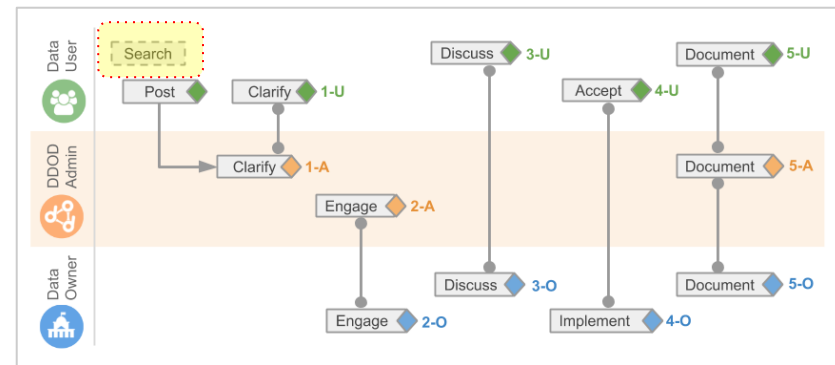 Data
User
Search
Discuss 3-U
Document 5-U
Post
Clarify 1-U
Accept 4-U
DDOD
Admin
Clarify 1-A
Document 5-A
Engage 2-A
Data
Owner
Discuss 3-O
Document 5-O
Engage 2-O
Implement 4-O